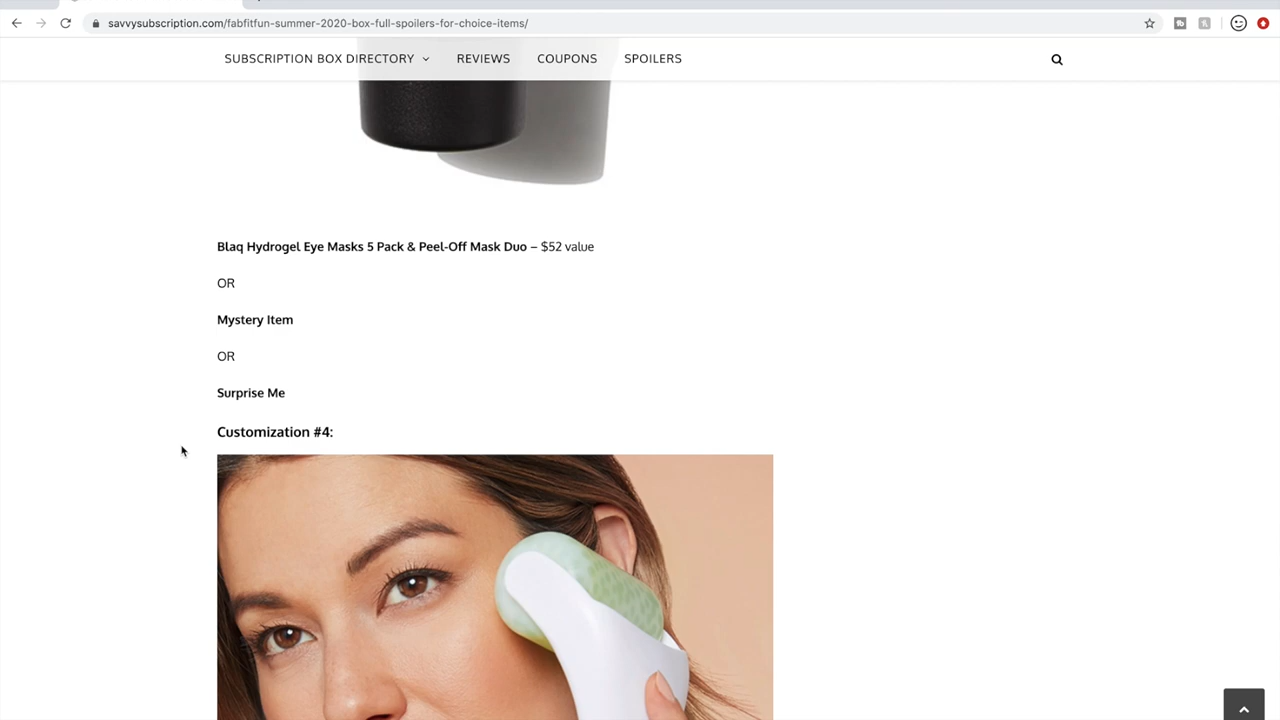 savvysubscription.com/fabfitfun-summer-2020-box-full-spoilers-for-choice-items/
SUBSCRIPTION BOX DIRECTORY REVIEWS COUPONS SPOILERS
Blaq Hydrogel Eye Masks 5 Pack & Peel-Off Mask Duo – $52 value
OR
Mystery Item
OR
Surprise Me
Customization #4: